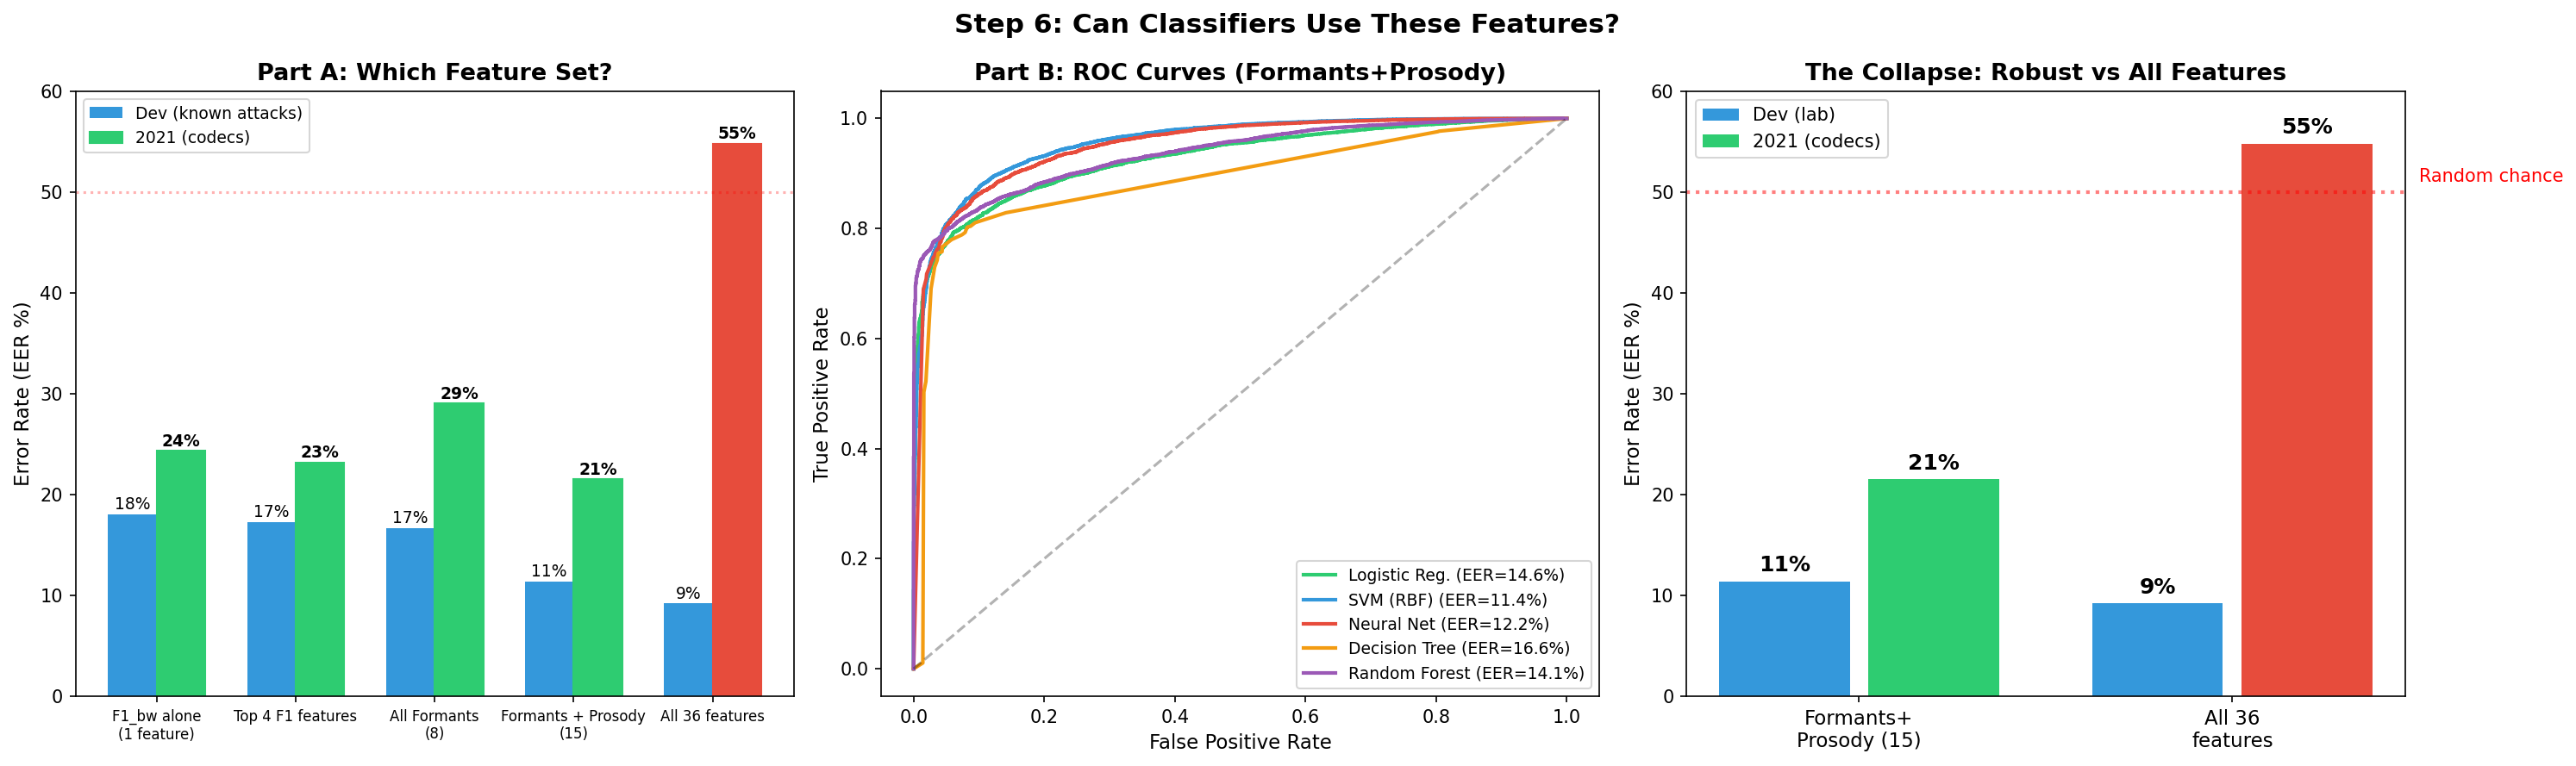 Step 6: Can Classifiers Use These Features?
Part A: Which Feature Set?
Error Rate (EER %)
60
50
40
30
20
10
0
Dev (known attacks)
2021 (codecs)
18%
24%
17%
23%
17%
29%
11%
21%
9%
55%
F1_bw alone
(1 feature)
Top 4 F1 features
All Formants
(8)
Formants + Prosody
(15)
All 36 features
Part B: ROC Curves (Formants+Prosody)
True Positive Rate
1.0
0.8
0.6
0.4
0.2
0.0
Logistic Reg. (EER=14.6%)
SVM (RBF) (EER=11.4%)
Neural Net (EER=12.2%)
Decision Tree (EER=16.6%)
Random Forest (EER=14.1%)
0.0 0.2 0.4 0.6 0.8 1.0
False Positive Rate
The Collapse: Robust vs All Features
Error Rate (EER %)
60
50
40
30
20
10
0
Dev (lab)
2021 (codecs)
55%
Random chance
11%
21%
9%
Formants+
Prosody (15)
All 36
features